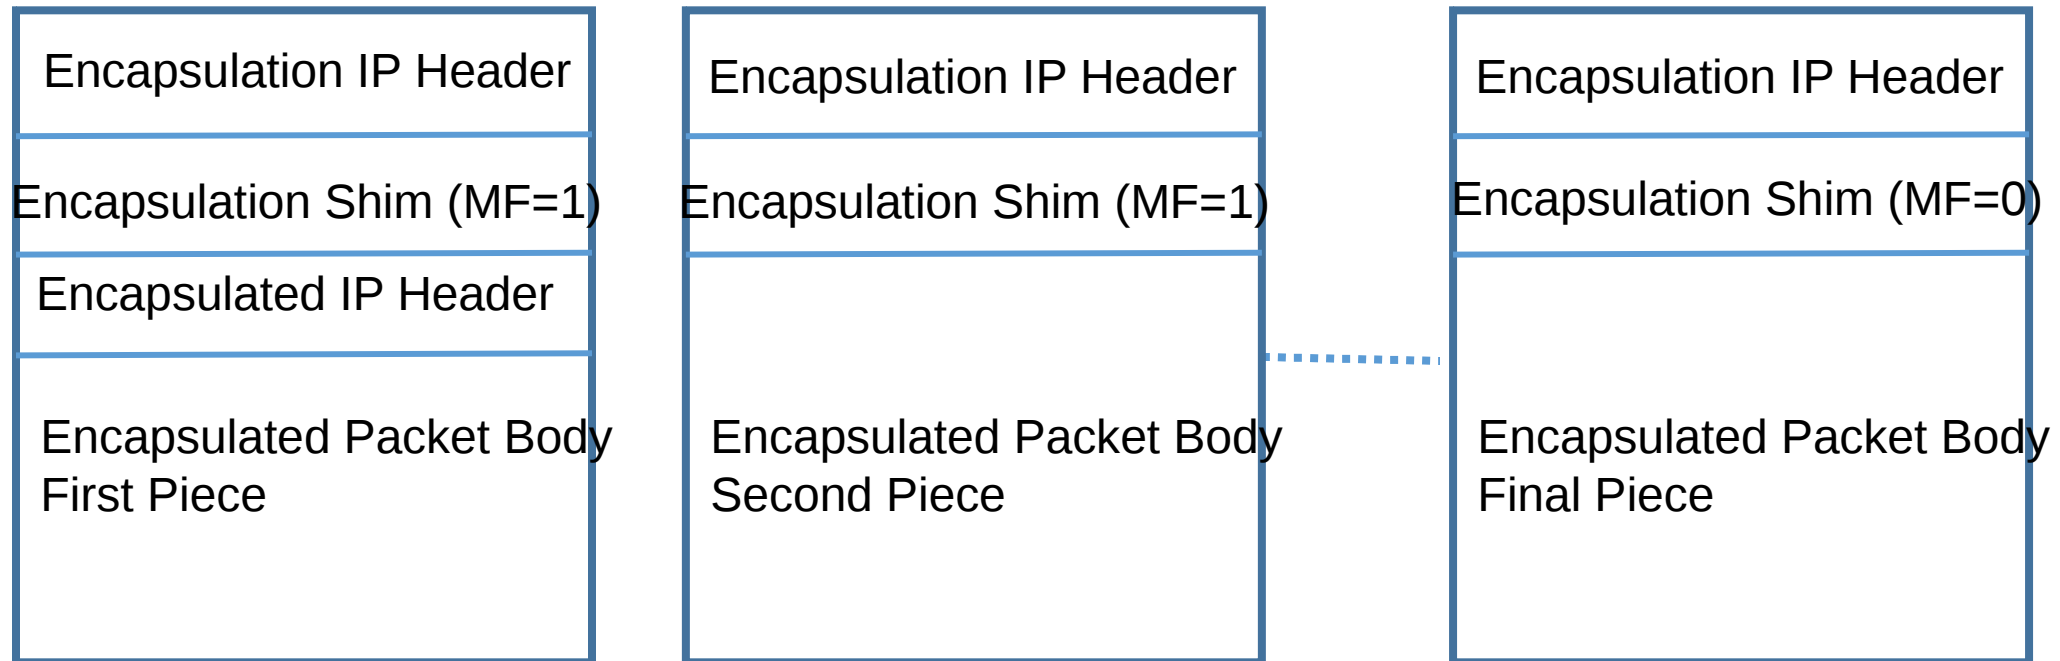 Encapsulation IP Header
Encapsulation Shim (MF=1)
Encapsulated IP Header
Encapsulated Packet Body
First Piece
Encapsulation IP Header
Encapsulation Shim (MF=1)
Encapsulated Packet Body
Second Piece
Encapsulation IP Header
Encapsulation Shim (MF=0)
Encapsulated Packet Body
Final Piece